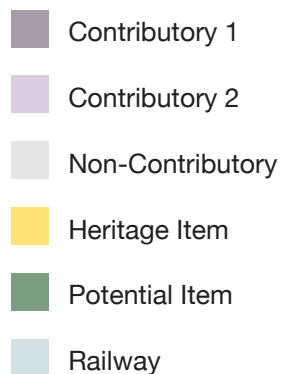 Contributory 1
Contributory 2
Non-Contributory
Heritage Item
Potential Item
Railway